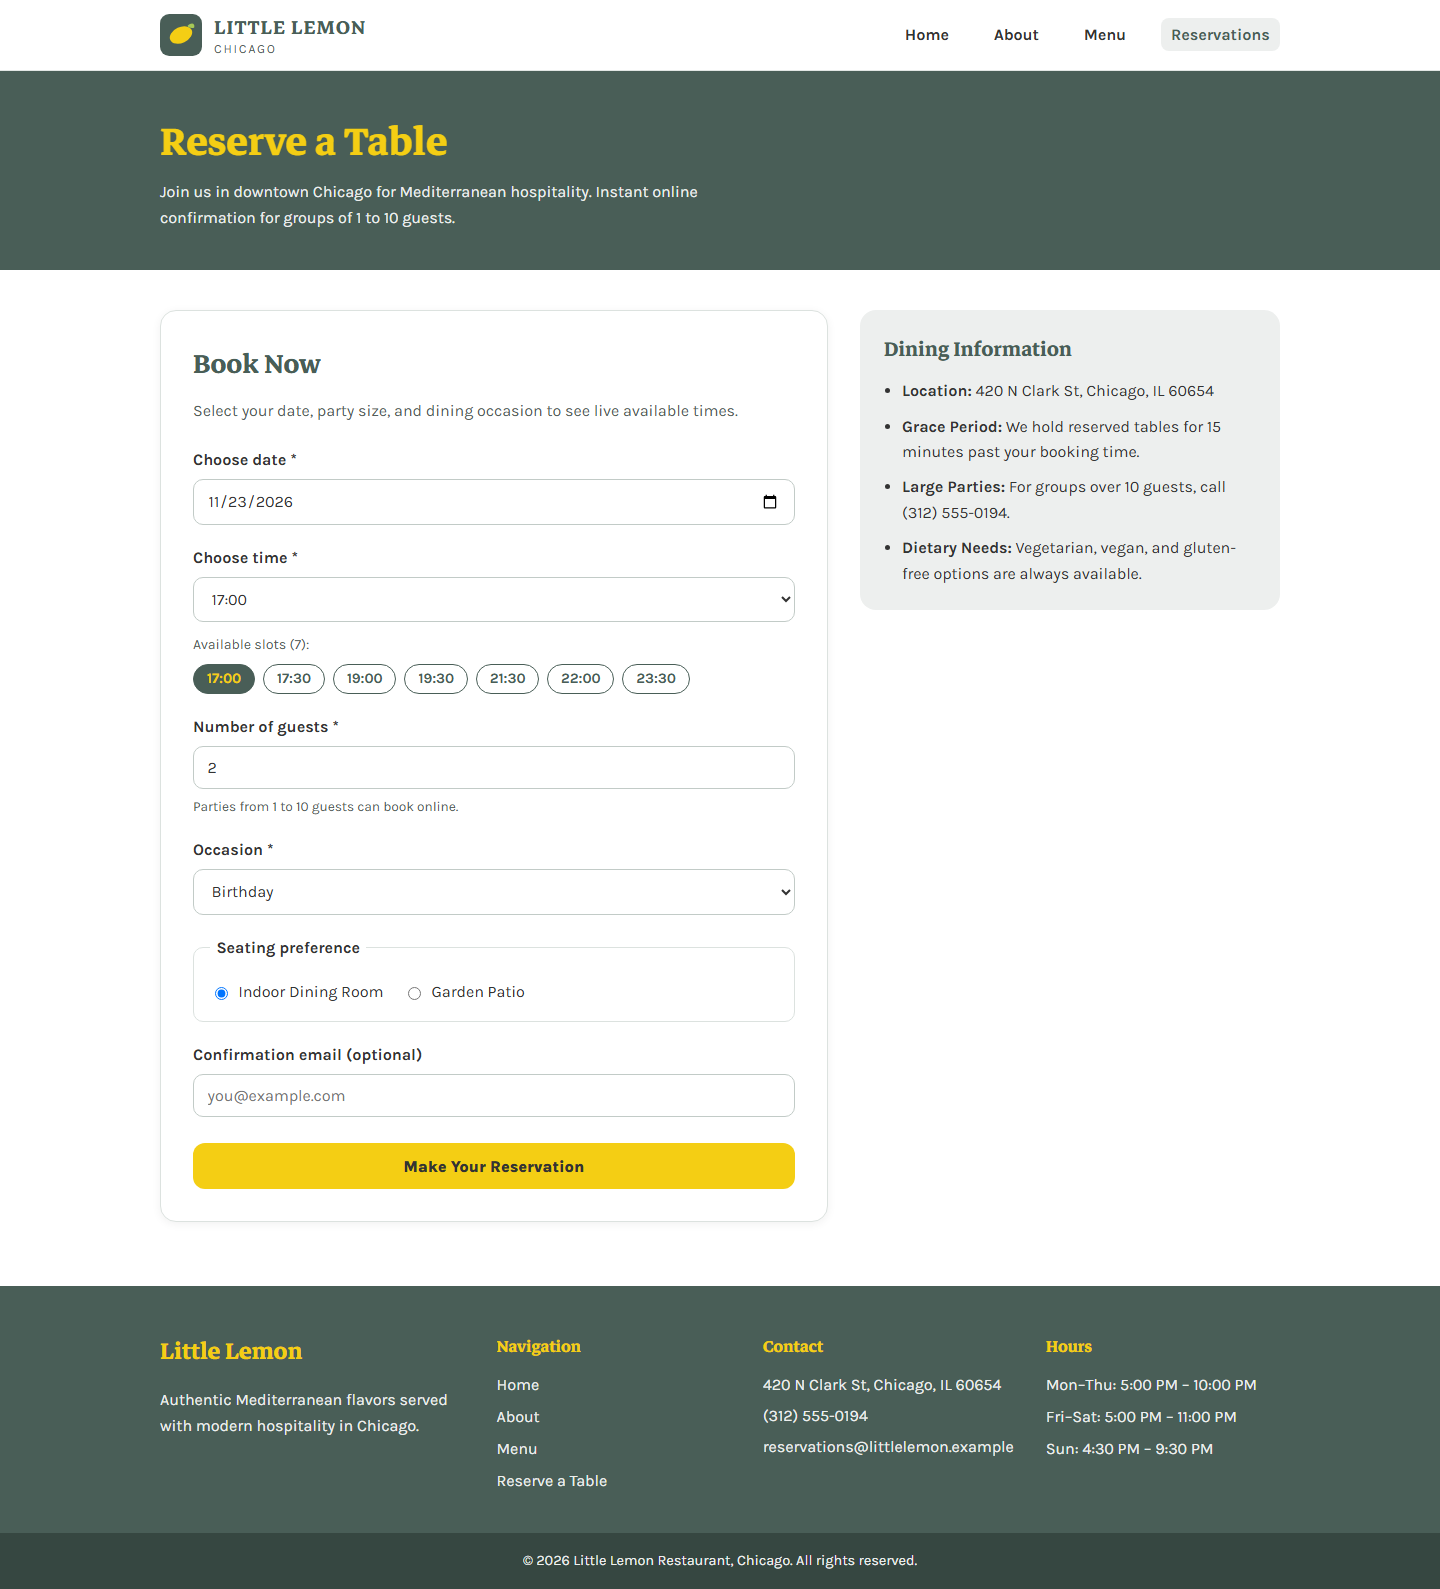 LITTLE LEMON
CHICAGO
Home
About
Menu
Reservations
Reserve a Table
Join us in downtown Chicago for Mediterranean hospitality. Instant online
confirmation for groups of 1 to 10 guests.
Book Now
Select your date, party size, and dining occasion to see live available times.
Choose date *
11/23/2026
Choose time *
17:00
Available slots (7):
17:00
17:30
19:00
19:30
21:30
22:00
23:30
Number of guests *
2
Parties from 1 to 10 guests can book online.
Occasion *
Birthday
Seating preference
Indoor Dining Room
Garden Patio
Confirmation email (optional)
you@example.com
Make Your Reservation
Dining Information
Location: 420 N Clark St, Chicago, IL 60654
Grace Period: We hold reserved tables for 15
minutes past your booking time.
Large Parties: For groups over 10 guests, call
(312) 555-0194.
Dietary Needs: Vegetarian, vegan, and gluten-
free options are always available.
Little Lemon
Authentic Mediterranean flavors served
with modern hospitality in Chicago.
Navigation
Home
About
Menu
Reserve a Table
Contact
420 N Clark St, Chicago, IL 60654
(312) 555-0194
reservations@littlelemon.example
Hours
Mon–Thu: 5:00 PM – 10:00 PM
Fri–Sat: 5:00 PM – 11:00 PM
Sun: 4:30 PM – 9:30 PM
© 2026 Little Lemon Restaurant, Chicago. All rights reserved.